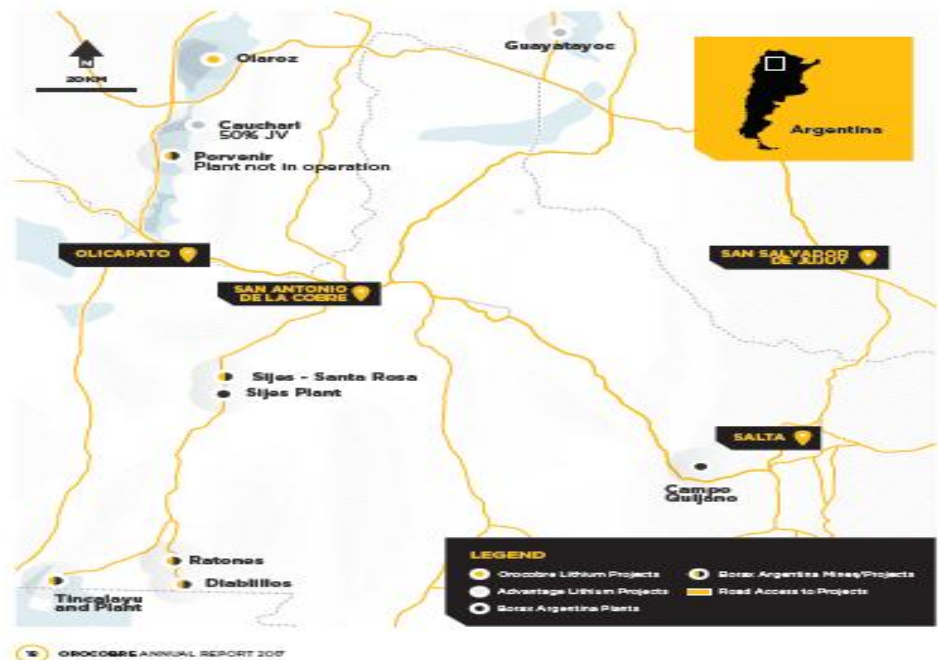 N
20KM
Olaroz
Guayatayoc
Cauchari
50% JV
Porvenir
Plant not in operation
Argentina
OLICAPATO
SAN SALVADOR
DE JUJUY
SAN ANTONIO
DE LA COBRE
Sijes - Santa Rosa
Sijes Plant
SALTA
Campo
Quijano
Ratones
Diablillos
Tincalayu
and Plant
LEGEND
Orocobre Lithium Projects
Advantage Lithium Projects
Borax Argentina Plants
Borax Argentina Mines/Projects
Road Access to Projects
OROCOBRE ANNUAL REPORT 2017